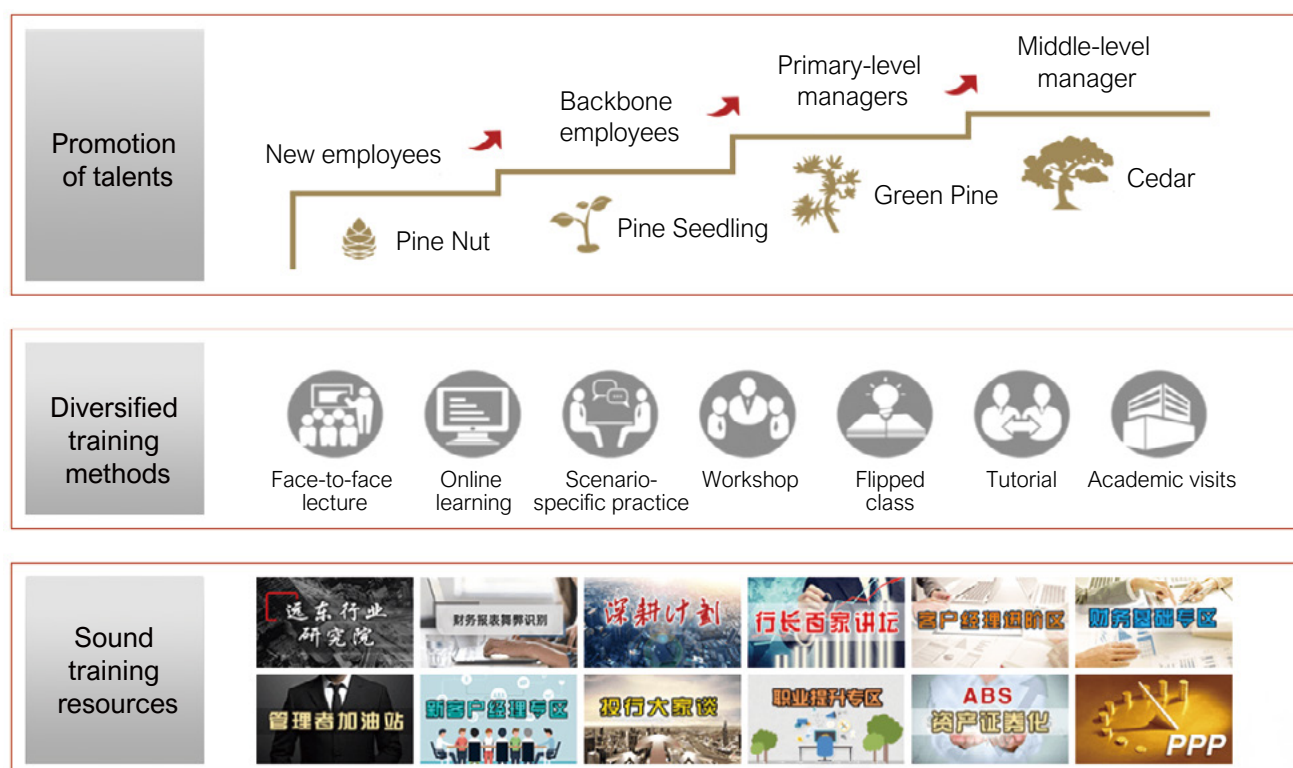 Promotion
of talents
New employees
Backbone
employees
Primary-level
managers
Middle-level
manager
Pine Nut
Pine Seedling
Green Pine
Cedar
Diversified
training
methods
Face-to-face
lecture
Online
learning
Scenario-
specific practice
Workshop
Flipped
class
Tutorial
Academic visits
Sound
training
resources
远东行业
研究院
财务报表舞弊识别
深耕计划
行长百家讲坛
客户经理进阶区
财务基础专区
管理者加油站
新客户经理专区
投行大家谈
职业提升专区
ABS
资产证券化
PPP